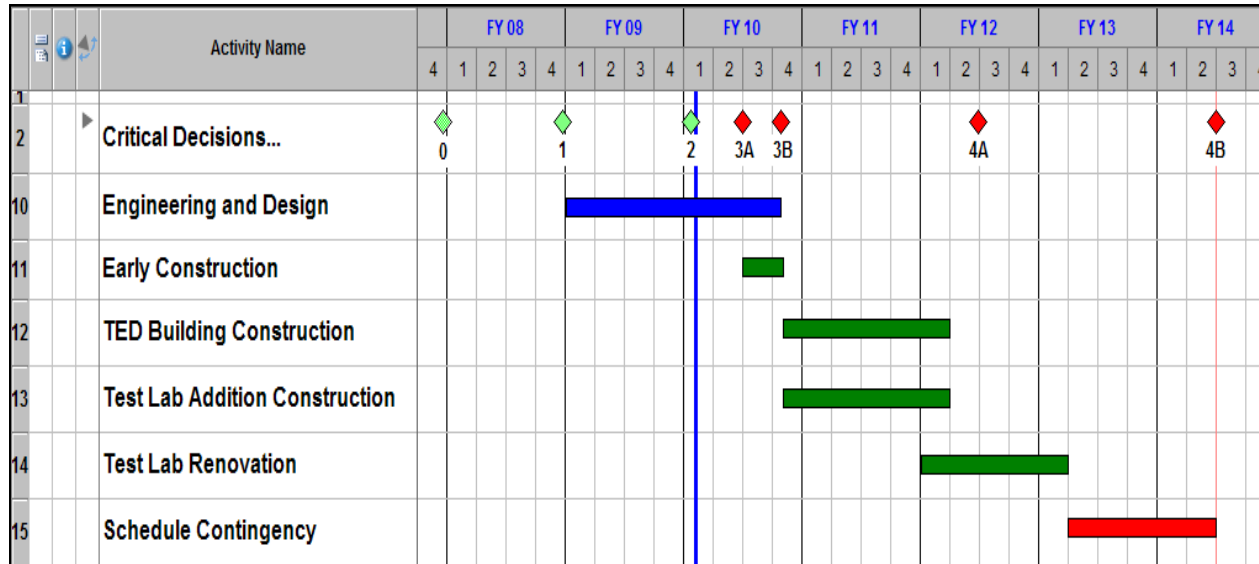 FY 08 FY 09 FY 10 FY 11 FY 12 FY 13 FY 14
Activity Name
4 1 2 3 4 1 2 3 4 1 2 3 4 1 2 3 4 1 2 3 4 1 2 3 4 1 2 3
1
2 Critical Decisions...
0 1 2 3A 3B 4A 4B
10 Engineering and Design
11 Early Construction
12 TED Building Construction
13 Test Lab Addition Construction
14 Test Lab Renovation
15 Schedule Contingency